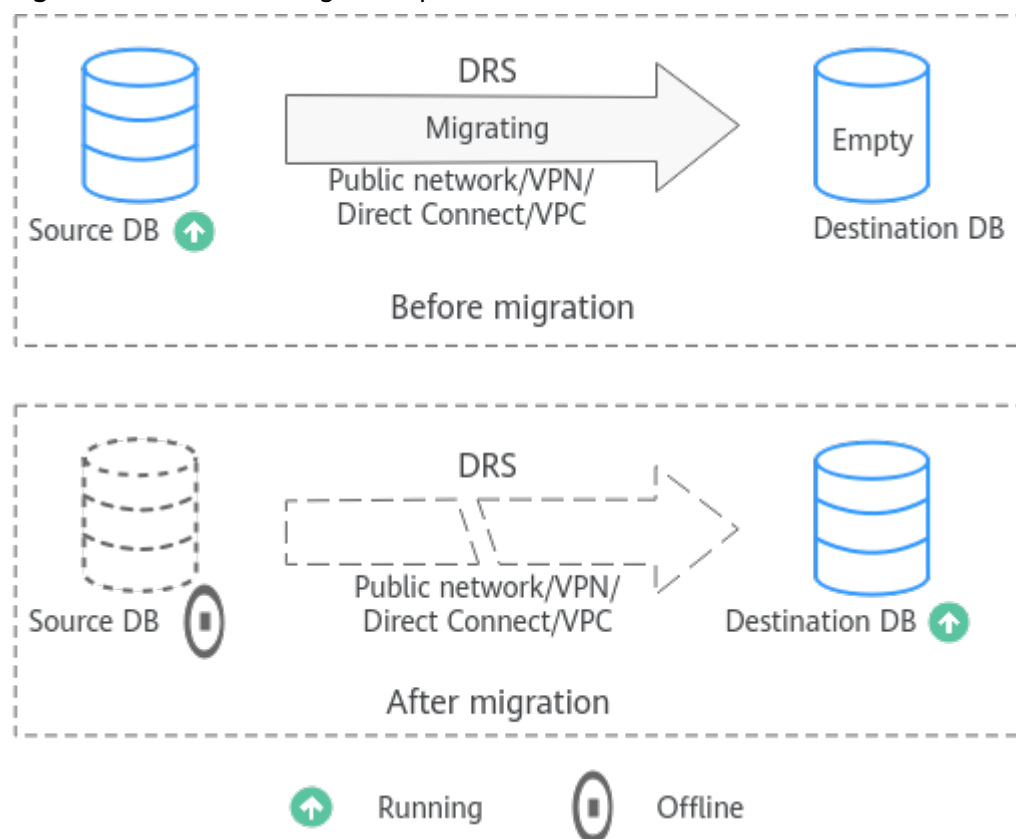 DRS
Migrating
Empty
Public network/VPN/
Direct Connect/VPC
Source DB
Destination DB
Before migration
DRS
Public network/VPN/
Direct Connect/VPC
Source DB
Destination DB
After migration
Running
Offline